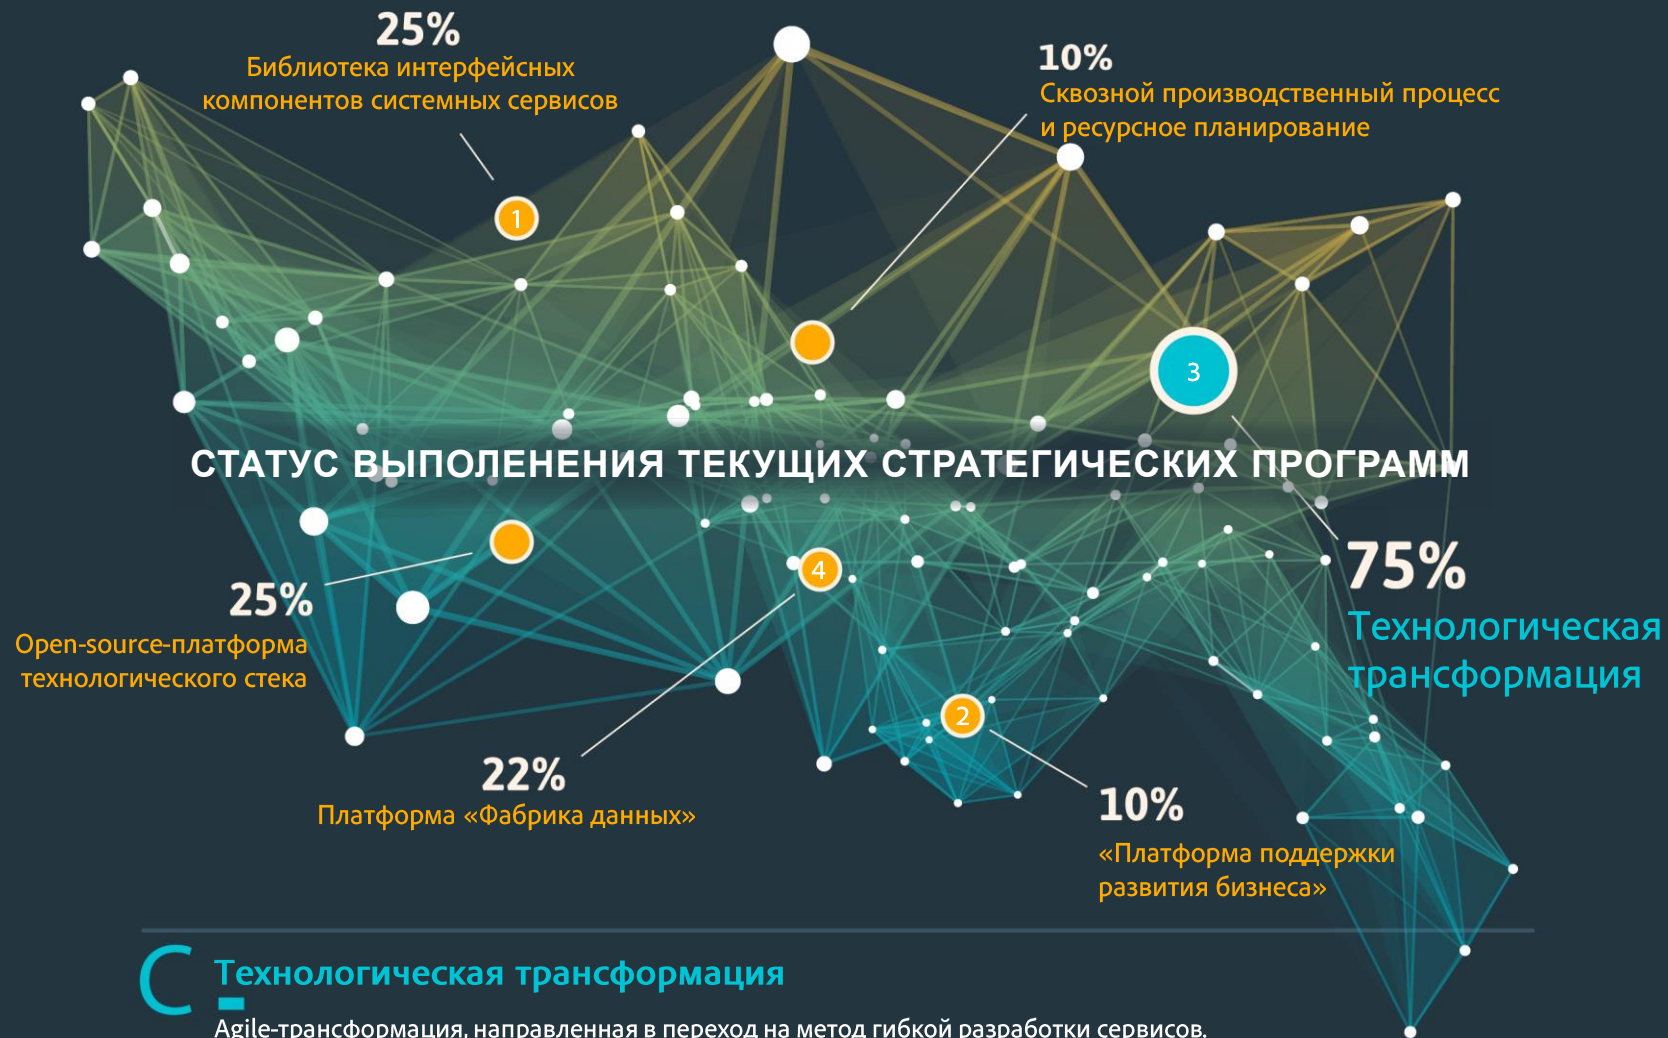 25%
Библиотека интерфейсных
компонентов системных сервисов
10%
Сквозной производственный процесс
и ресурсное планирование
1
3
СТАТУС ВЫПОЛЕНЕНИЯ ТЕКУЩИХ СТРАТЕГИЧЕСКИХ ПРОГРАММ
4
75%
Технологическая
трансформация
25%
Open-source-платформа
технологического стека
2
22%
Платформа «Фабрика данных»
10%
«Платформа поддержки
развития бизнеса»
С
Технологическая трансформация
Agile-трансформация, направленная в переход на метод гибкой разработки сервисов,